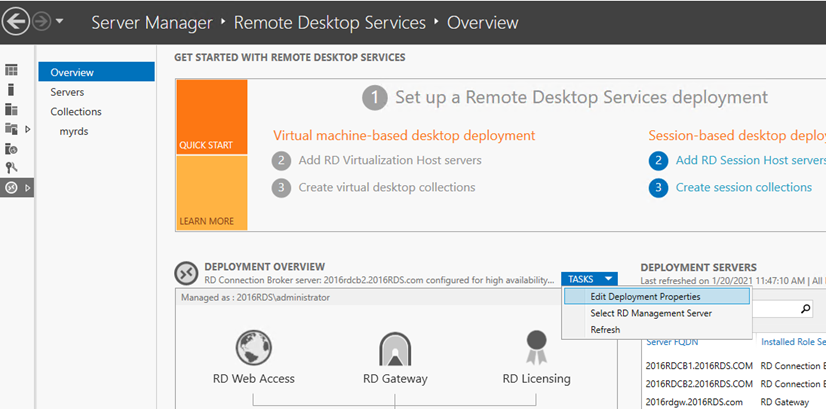 Server Manager ▸ Remote Desktop Services ▸ Overview
GET STARTED WITH REMOTE DESKTOP SERVICES
Overview
Servers
Collections
myrds
QUICK START
LEARN MORE
1 Set up a Remote Desktop Services deployment
Virtual machine-based desktop deployment
2 Add RD Virtualization Host servers
3 Create virtual desktop collections
Session-based desktop deplo
2 Add RD Session Host servers
3 Create session collections
DEPLOYMENT OVERVIEW
RD Connection Broker server: 2016rdcb2.2016RDS.com configured for high availability...
Managed as : 2016RDS\administrator
RD Web Access
RD Gateway
RD Licensing
TASKS
Edit Deployment Properties
Select RD Management Server
Refresh
DEPLOYMENT SERVERS
Last refreshed on 1/20/2021 11:47:10 AM | All
Server FQDN Installed Role Se
2016RDCB1.2016RDS.COM RD Connection
2016RDCB2.2016RDS.COM RD Connection
2016rdgw.2016RDS.com RD Gateway